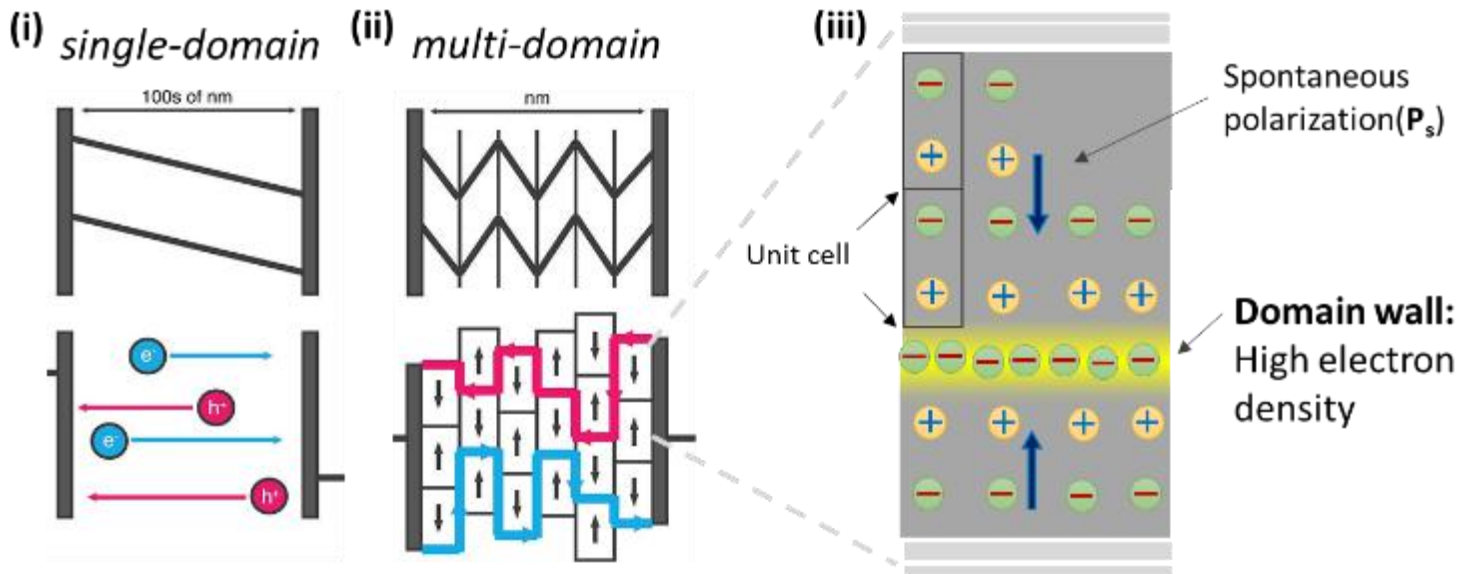 (i) single-domain
100s of nm
e⁻
h⁺
e⁻
h⁺
(ii) multi-domain
nm
(iii)
Spontaneous
polarization(Pₛ)
Unit cell
Domain wall:
High electron
density